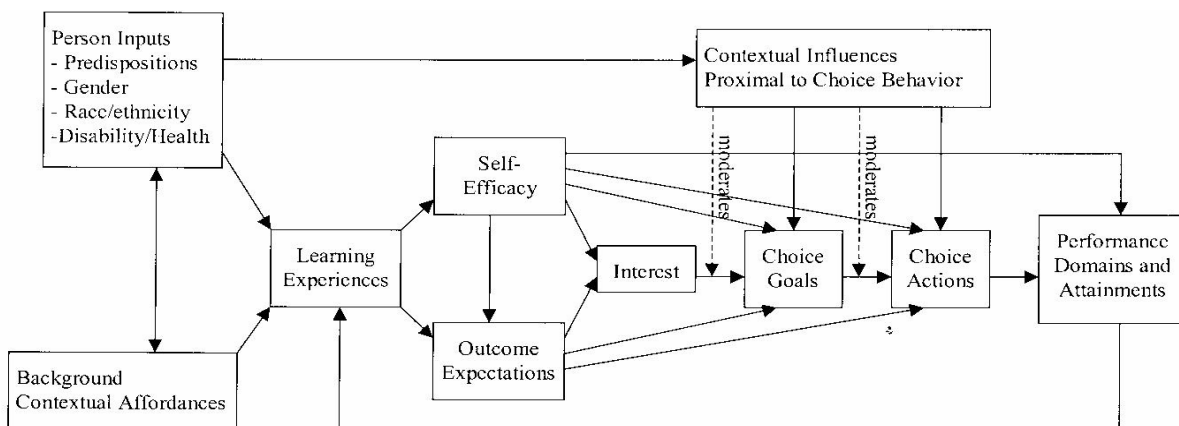 Person Inputs
- Predispositions
- Gender
- Race/ethnicity
-Disability/Health
Contextual Influences
Proximal to Choice Behavior
moderates
moderates
Self-
Efficacy
Learning
Experiences
Interest
Choice
Goals
Choice
Actions
Performance
Domains and
Attainments
Outcome
Expectations
Background
Contextual Affordances